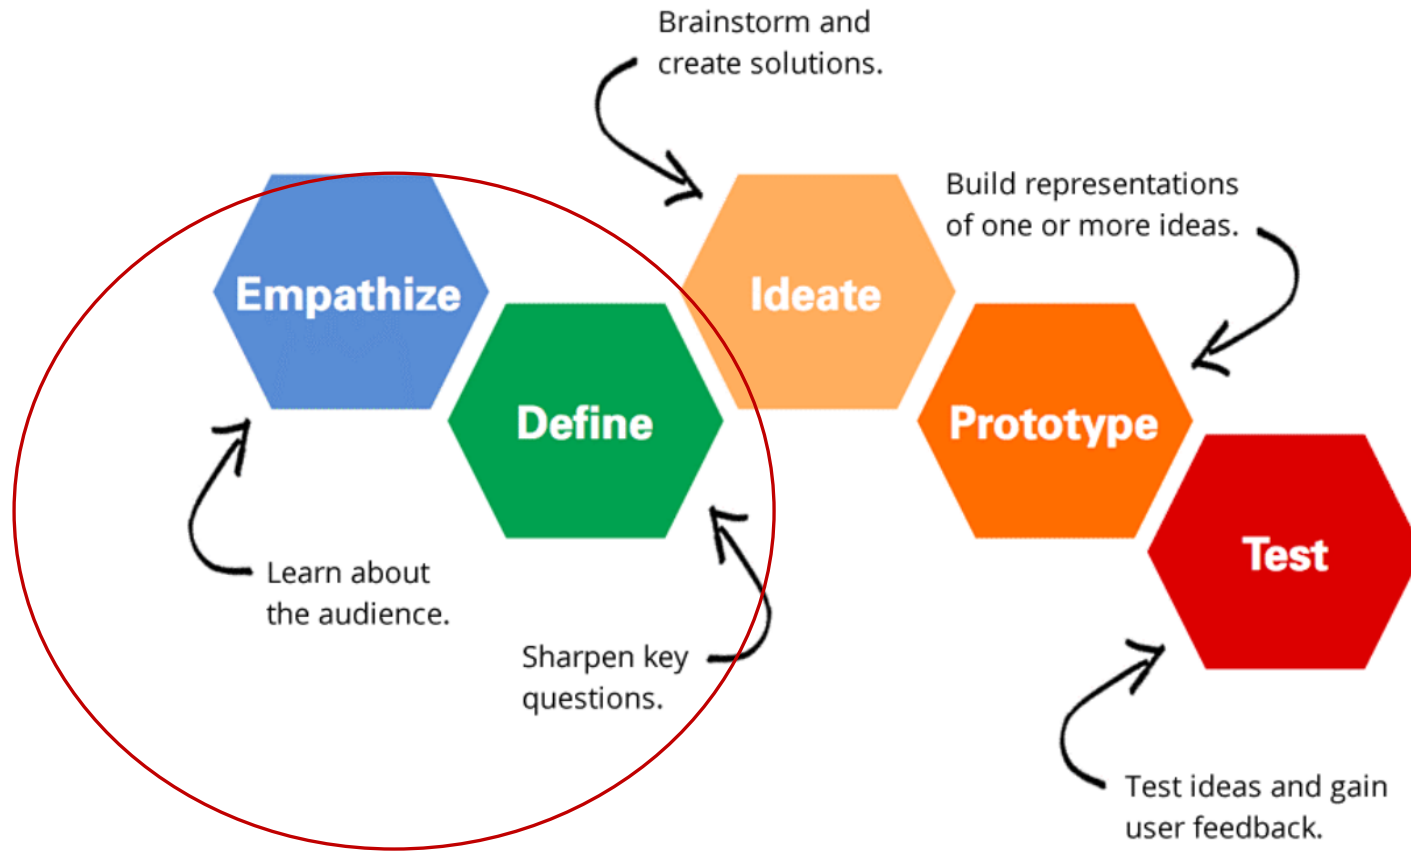 Brainstorm and
create solutions.
Build representations
of one or more ideas.
Empathize
Ideate
Define
Prototype
Test
Learn about
the audience.
Sharpen key
questions.
Test ideas and gain
user feedback.